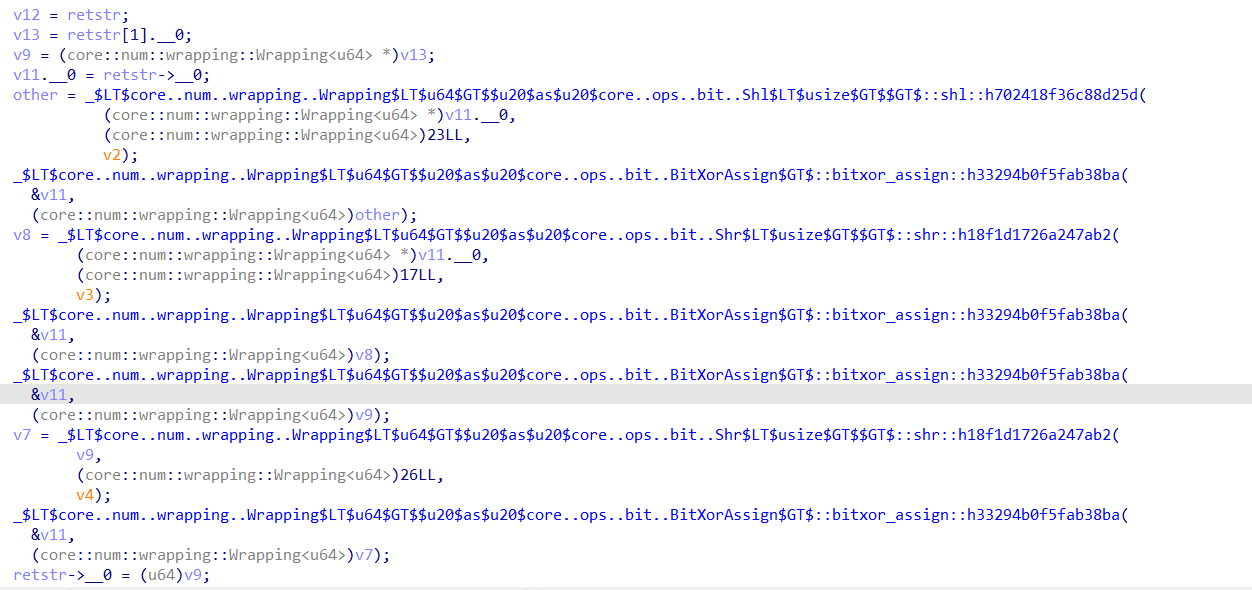 v12 = retstr;
v13 = retstr[1].__0;
v9 = (core::num::wrapping::Wrapping<u64> *)v13;
v11.__0 = retstr->__0;
other = _$LT$core..num..wrapping..Wrapping$LT$u64$GT$$u20$as$u20$core..ops..bit..Shl$LT$usize$GT$$GT$::shl::h702418f36c88d25d(
(core::num::wrapping::Wrapping<u64> *)v11.__0,
(core::num::wrapping::Wrapping<u64>)23LL,
v2);
_$LT$core..num..wrapping..Wrapping$LT$u64$GT$$u20$as$u20$core..ops..bit..BitXorAssign$GT$::bitxor_assign::h33294b0f5fab38ba(
&v11,
(core::num::wrapping::Wrapping<u64>)other);
v8 = _$LT$core..num..wrapping..Wrapping$LT$u64$GT$$u20$as$u20$core..ops..bit..Shr$LT$usize$GT$$GT$::shr::h18f1d1726a247ab2(
(core::num::wrapping::Wrapping<u64> *)v11.__0,
(core::num::wrapping::Wrapping<u64>)17LL,
v3);
_$LT$core..num..wrapping..Wrapping$LT$u64$GT$$u20$as$u20$core..ops..bit..BitXorAssign$GT$::bitxor_assign::h33294b0f5fab38ba(
&v11,
(core::num::wrapping::Wrapping<u64>)v8);
_$LT$core..num..wrapping..Wrapping$LT$u64$GT$$u20$as$u20$core..ops..bit..BitXorAssign$GT$::bitxor_assign::h33294b0f5fab38ba(
&v11,
(core::num::wrapping::Wrapping<u64>)v9);
v7 = _$LT$core..num..wrapping..Wrapping$LT$u64$GT$$u20$as$u20$core..ops..bit..Shr$LT$usize$GT$$GT$::shr::h18f1d1726a247ab2(
v9,
(core::num::wrapping::Wrapping<u64>)26LL,
v4);
_$LT$core..num..wrapping..Wrapping$LT$u64$GT$$u20$as$u20$core..ops..bit..BitXorAssign$GT$::bitxor_assign::h33294b0f5fab38ba(
&v11,
(core::num::wrapping::Wrapping<u64>)v7);
retstr->__0 = (u64)v9;